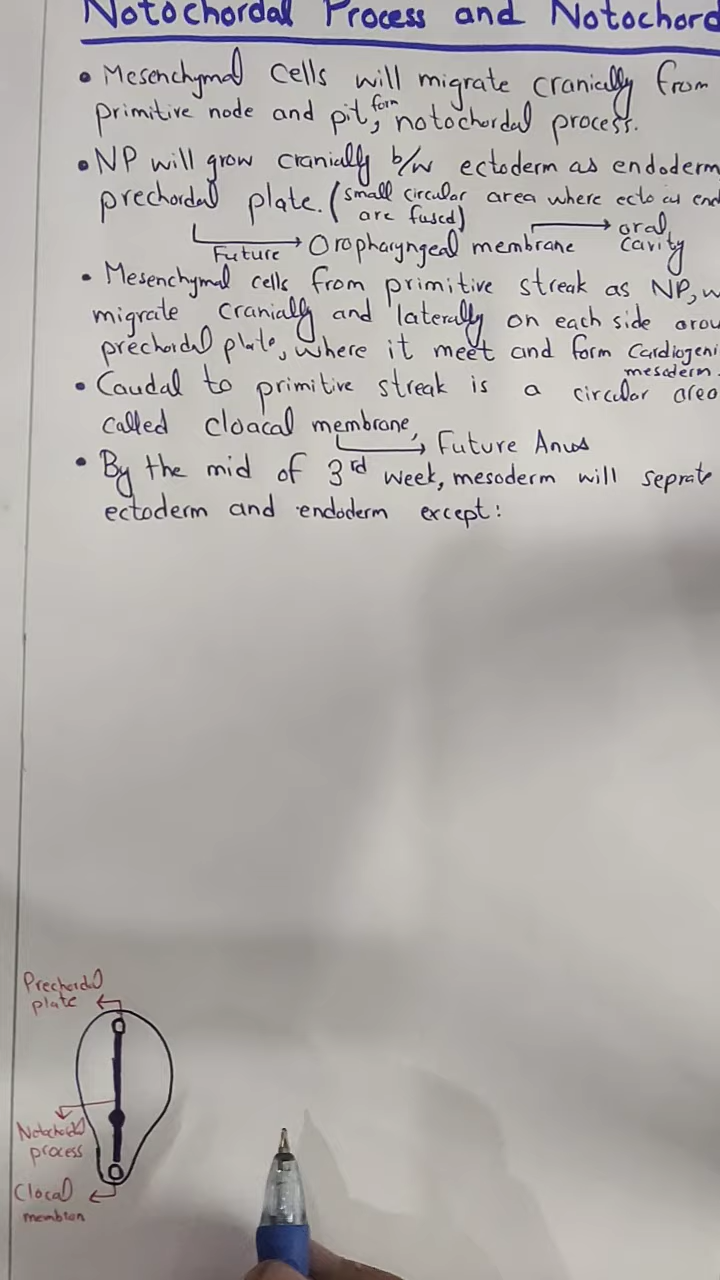 Notochordal Process and Notochord
• Mesenchymal cells will migrate cranially from
primitive node and pit, form notochordal process.
• NP will grow cranially b/w ectoderm as endoderm
prechordal plate. (small circular area where ecto as end
are fused)
Future → Oropharyngeal membrane → oral cavity
• Mesenchymal cells from primitive streak as NP, w
migrate cranially and laterally on each side arou
prechordal plate, where it meet and form Cardiogeni
mesoderm.
• Caudal to primitive streak is a circular area
called cloacal membrane,
→ Future Anus
• By the mid of 3rd week, mesoderm will seprate
ectoderm and endoderm except:
Prechordal
plate
Notochordal
process
Clocal
membran